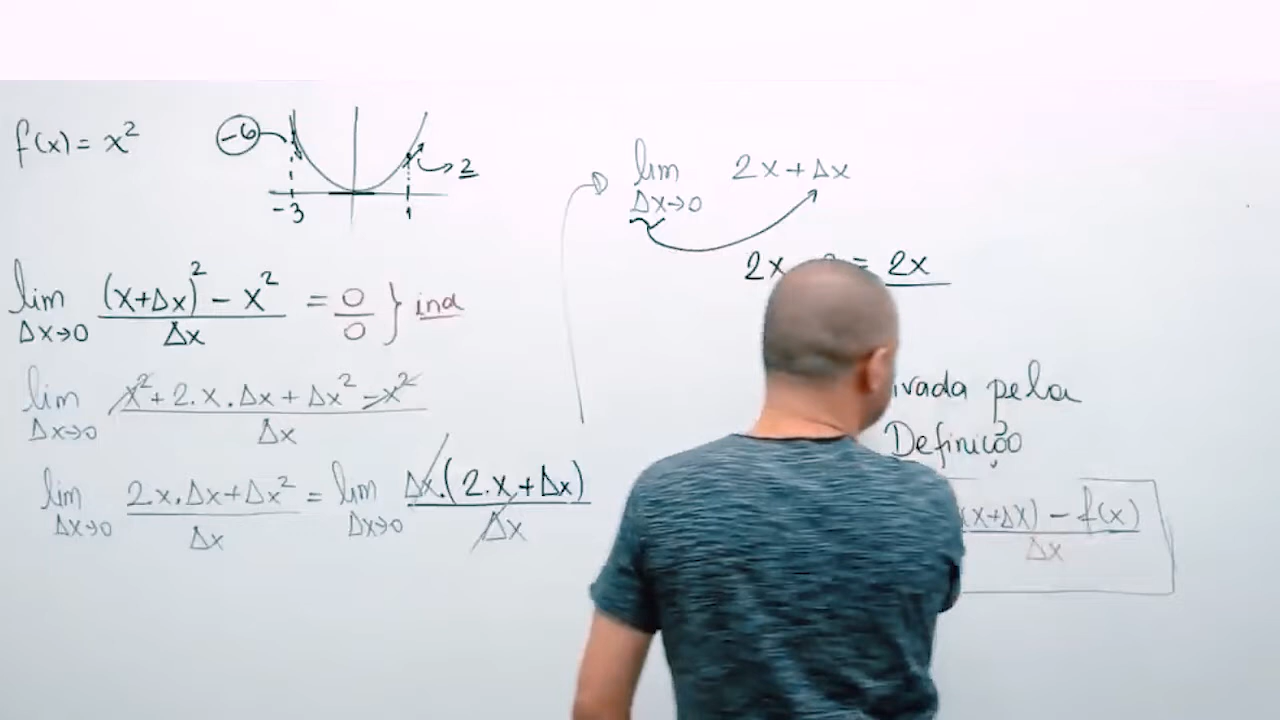 f(x) = x²
-6
2
-3
1
lim Δx→0 (x+Δx)² - x² / Δx = 0/0 } ind
lim Δx→0 x² + 2.x.Δx + Δx² - x² / Δx
lim Δx→0 2x.Δx + Δx² / Δx = lim Δx→0 Δx.(2.x + Δx) / Δx
lim Δx→0 2x + Δx
2x = 2x
pela
Definição
(x+Δx) - f(x) / Δx